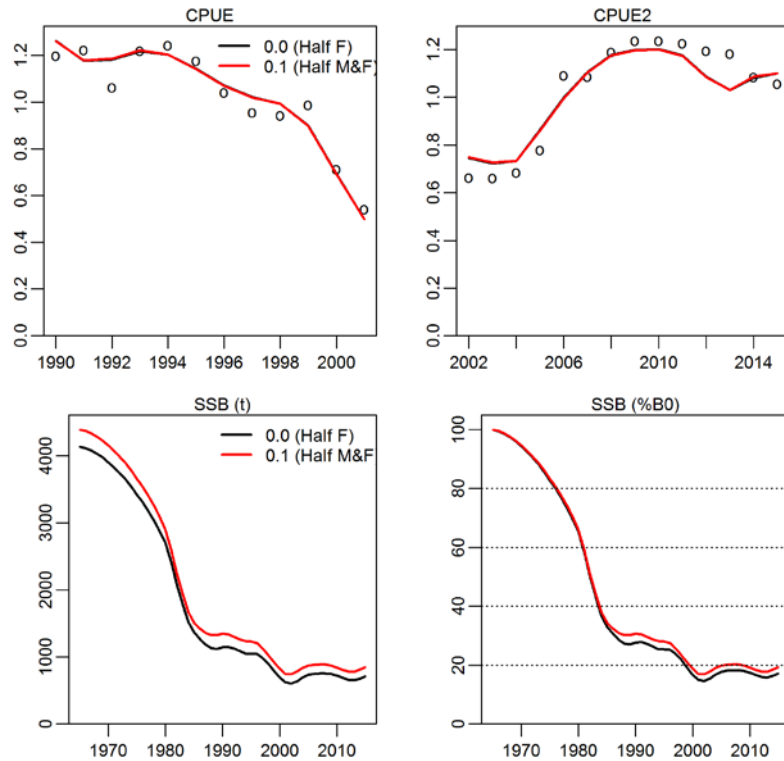 CPUE
0.0 (Half F)
0.1 (Half M&F)
0.0 0.2 0.4 0.6 0.8 1.0 1.2
1990 1992 1994 1996 1998 2000
CPUE2
0.0 0.2 0.4 0.6 0.8 1.0 1.2
2002 2006 2010 2014
SSB (t)
0.0 (Half F)
0.1 (Half M&F
0 1000 2000 3000 4000
1970 1980 1990 2000 2010
SSB (%B0)
0 20 40 60 80 100
1970 1980 1990 2000 2010